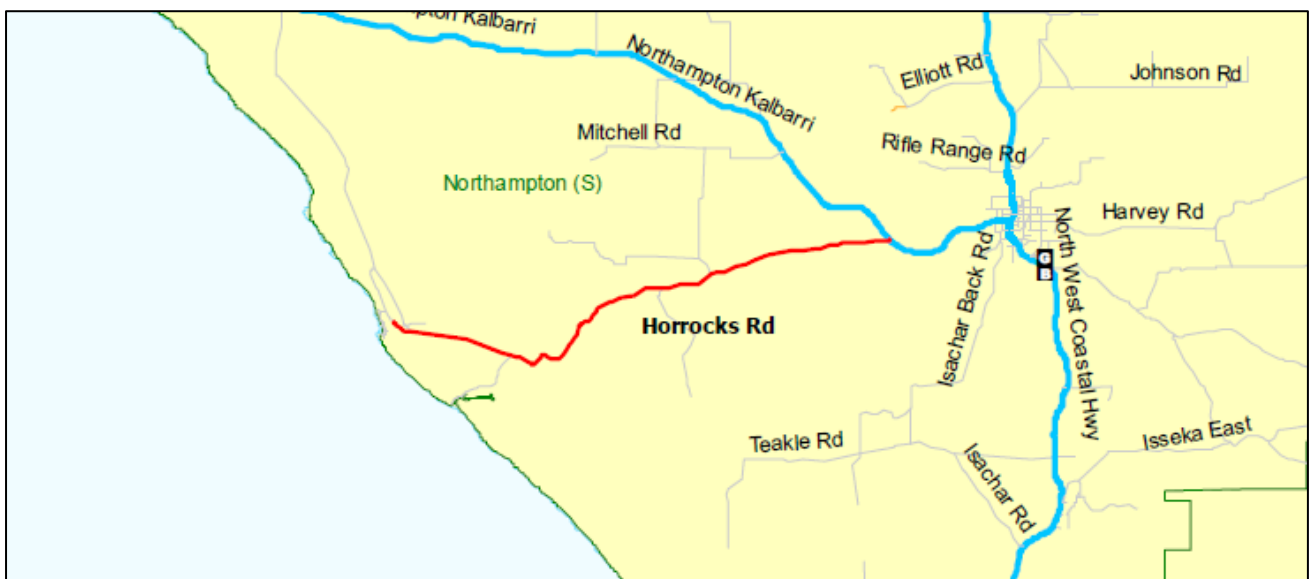 mpton Kalbarri
Northampton Kalbarri
Elliott Rd
Johnson Rd
Mitchell Rd
Rifle Range Rd
Northampton (S)
Harvey Rd
North West Coastal Hwy
G
B
Isachar Back Rd
Horrocks Rd
Teakle Rd
Isachar Rd
Isseka East